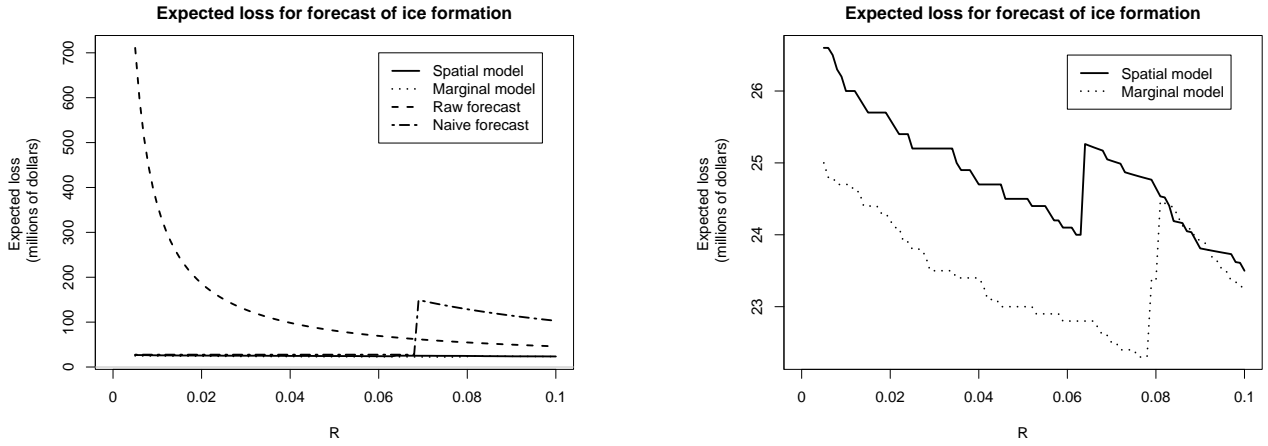 Expected loss for forecast of ice formation
Expected loss
(millions of dollars)
700
600
500
400
300
200
100
0
Spatial model
Marginal model
Raw forecast
Naive forecast
0
0.02
0.04
0.06
0.08
0.1
R
Expected loss for forecast of ice formation
Expected loss
(millions of dollars)
26
25
24
23
Spatial model
Marginal model
0
0.02
0.04
0.06
0.08
0.1
R